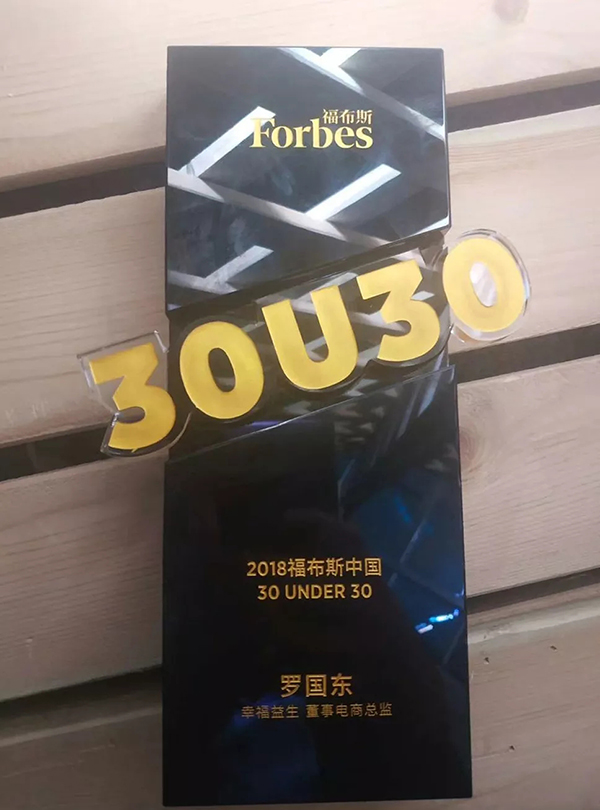 福布斯
Forbes
30U30
2018福布斯中国
30 UNDER 30
罗国东
幸福益生 董事电商总监